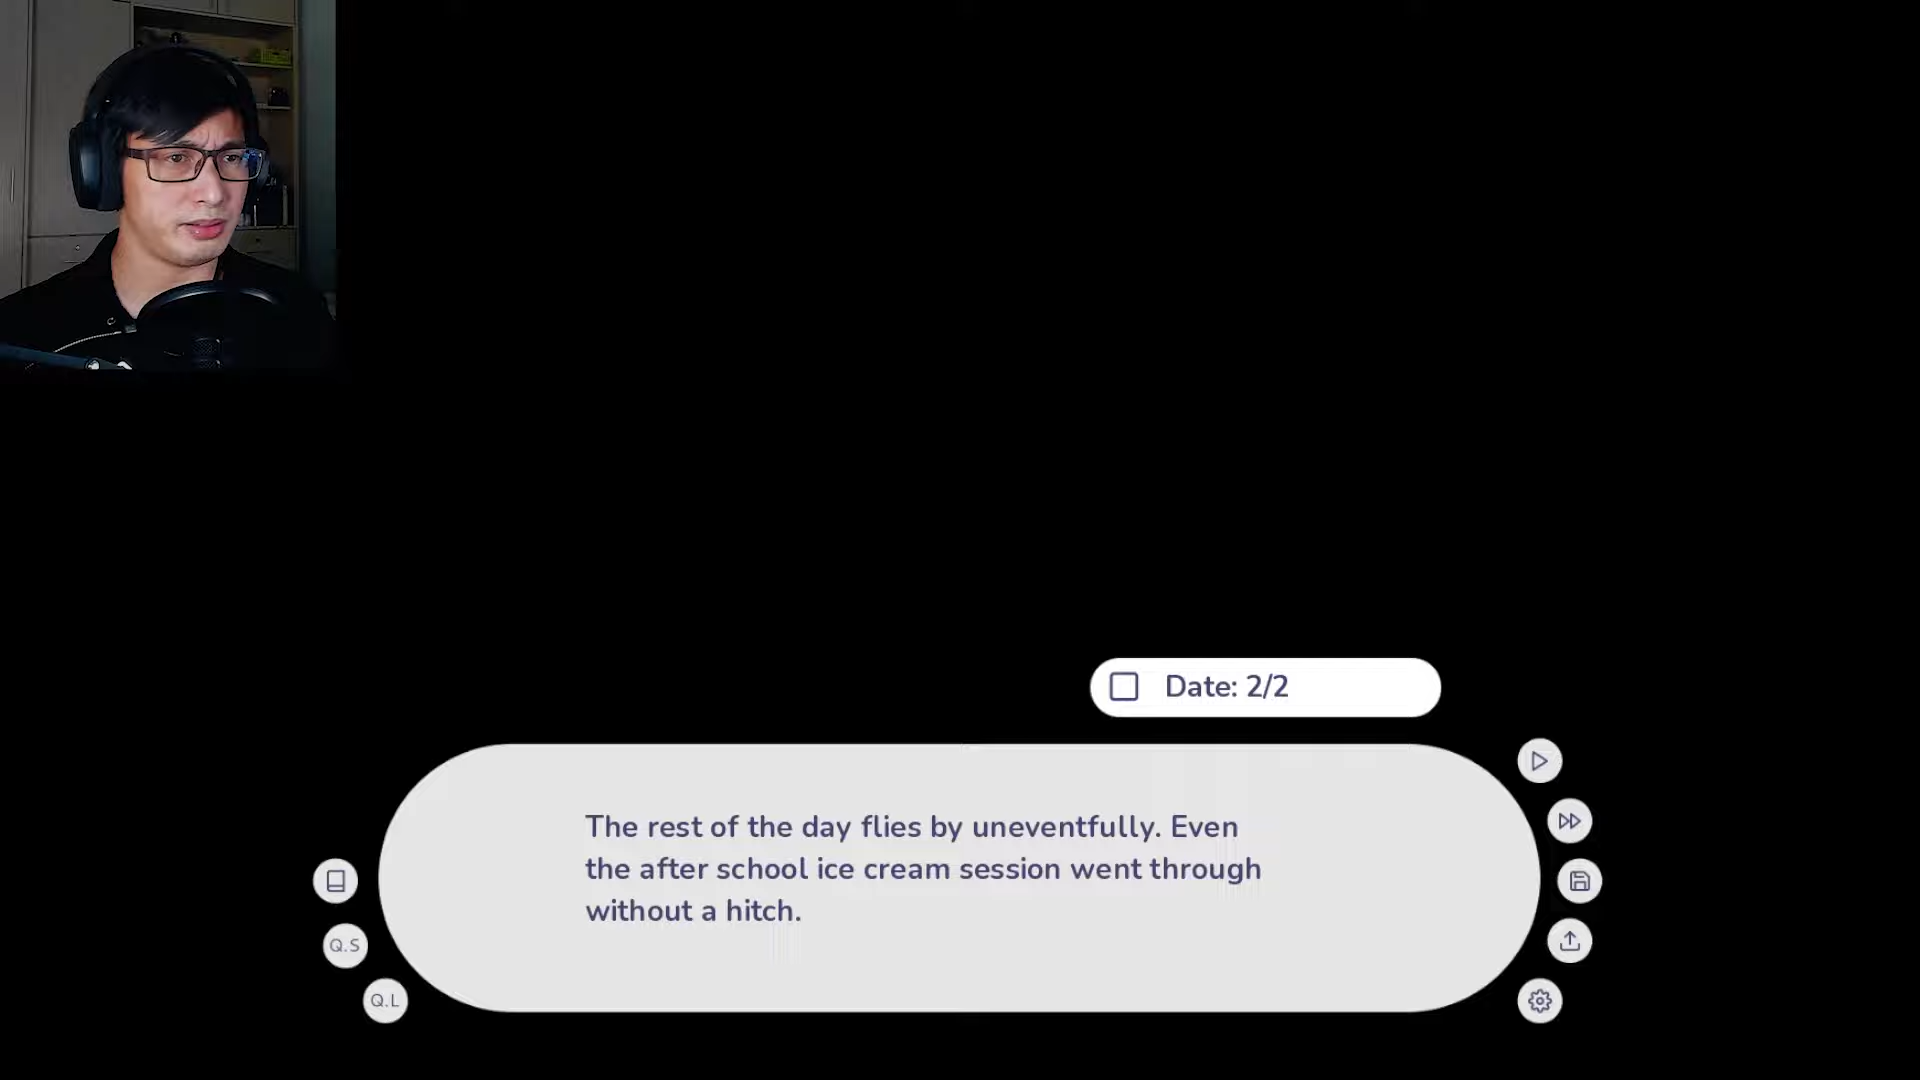 Date: 2/2
The rest of the day flies by uneventfully. Even
the after school ice cream session went through
without a hitch.
Q.S
Q.L